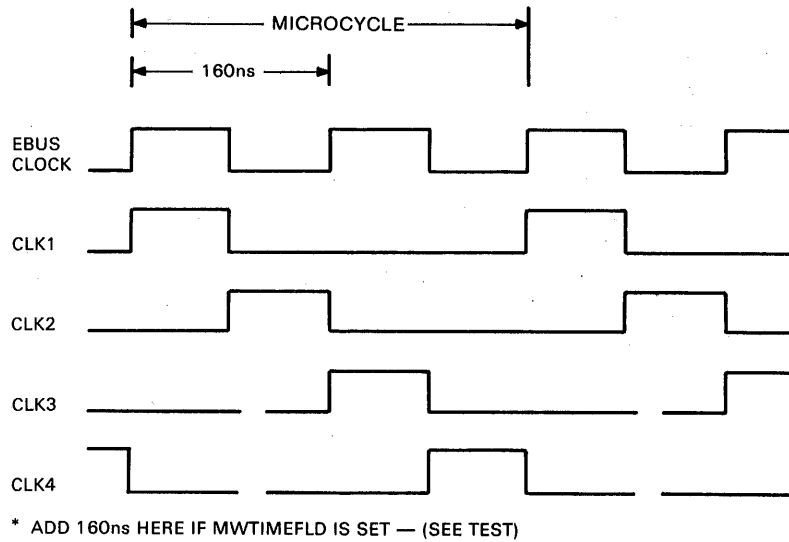 MICROCYCLE
160ns
EBUS
CLOCK
CLK1
CLK2
CLK3
CLK4
* ADD 160ns HERE IF MWTIMEFLD IS SET — (SEE TEST)